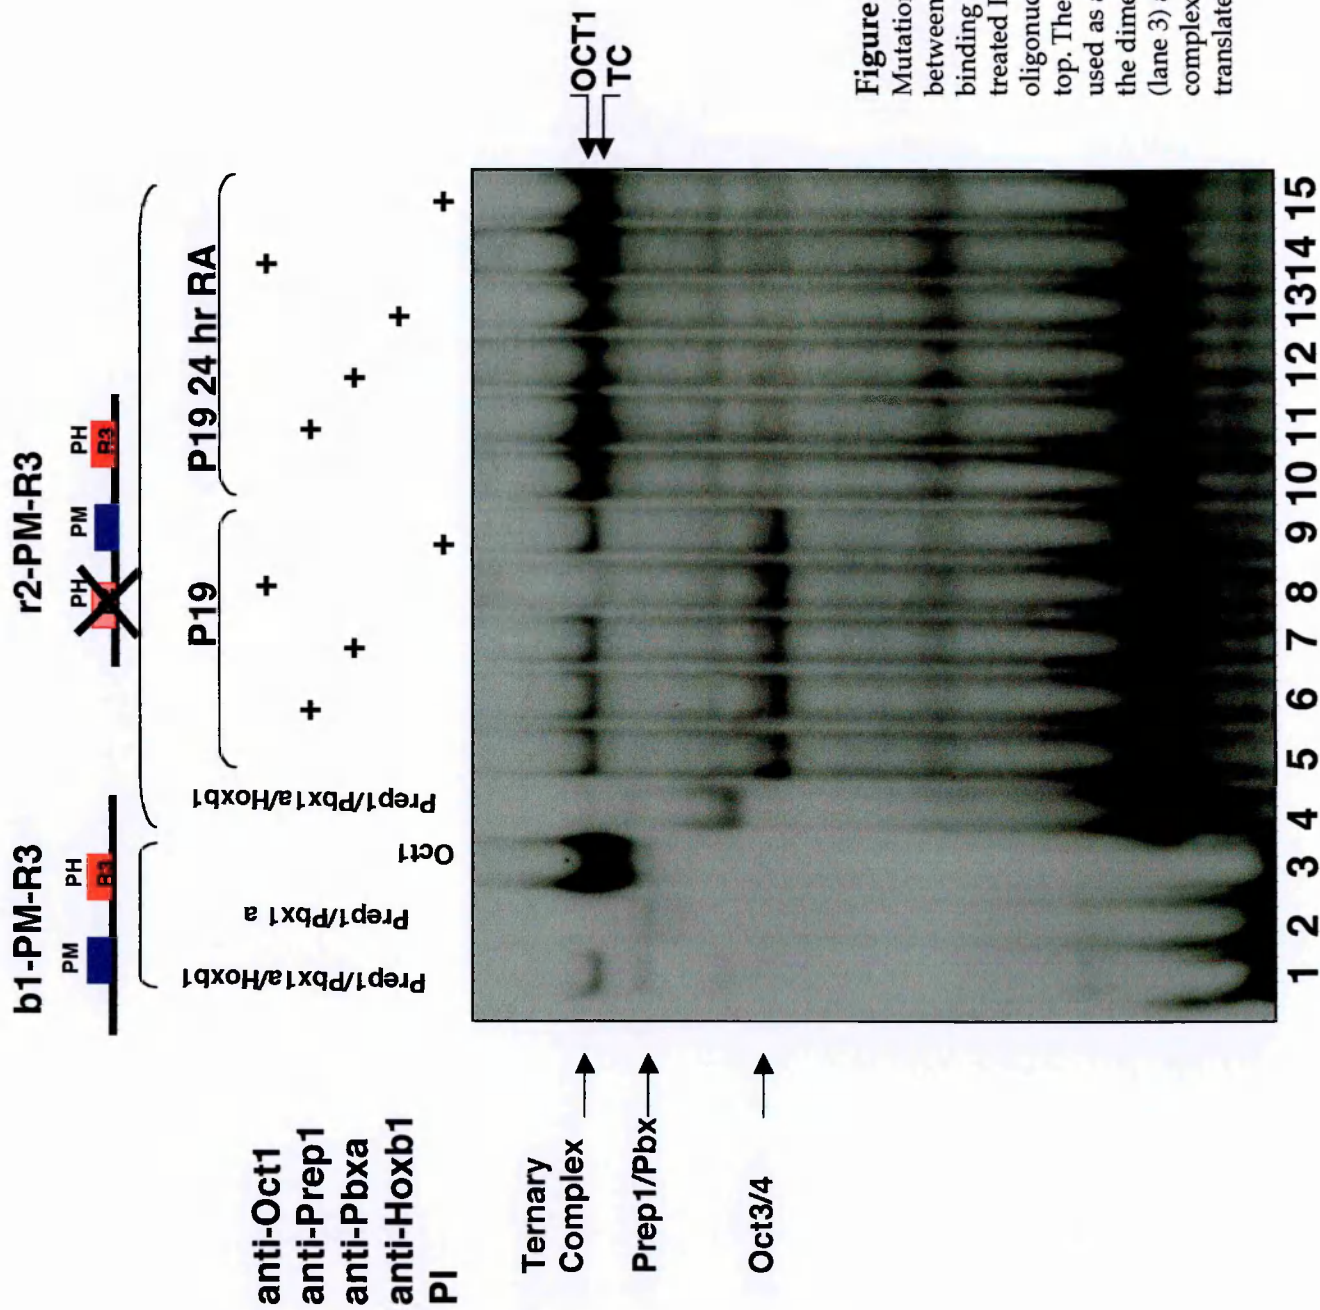 b1-PM-R3
r2-PM-R3
PM
PH
R3
PH
PM
PH
R3
P19
P19 24 hr RA
Prep1/Pbx1a/Hoxb1
Prep1/Pbx1 a
Oct1
Prep1/Pbx1a/Hoxb1
anti-Oct1
+ +
anti-Prep1
+ +
anti-Pbxa
+ +
anti-Hoxb1
+
PI
+ +
Ternary
Complex
Prep1/Pbx
Oct3/4
OCT1
TC
1 2 3 4 5 6 7 8 9 10 11 12 13 14 15
Figure
Mutation
between
binding
treated
oligonuc
top. The
used as a
the dime
(lane 3) a
complex
translate